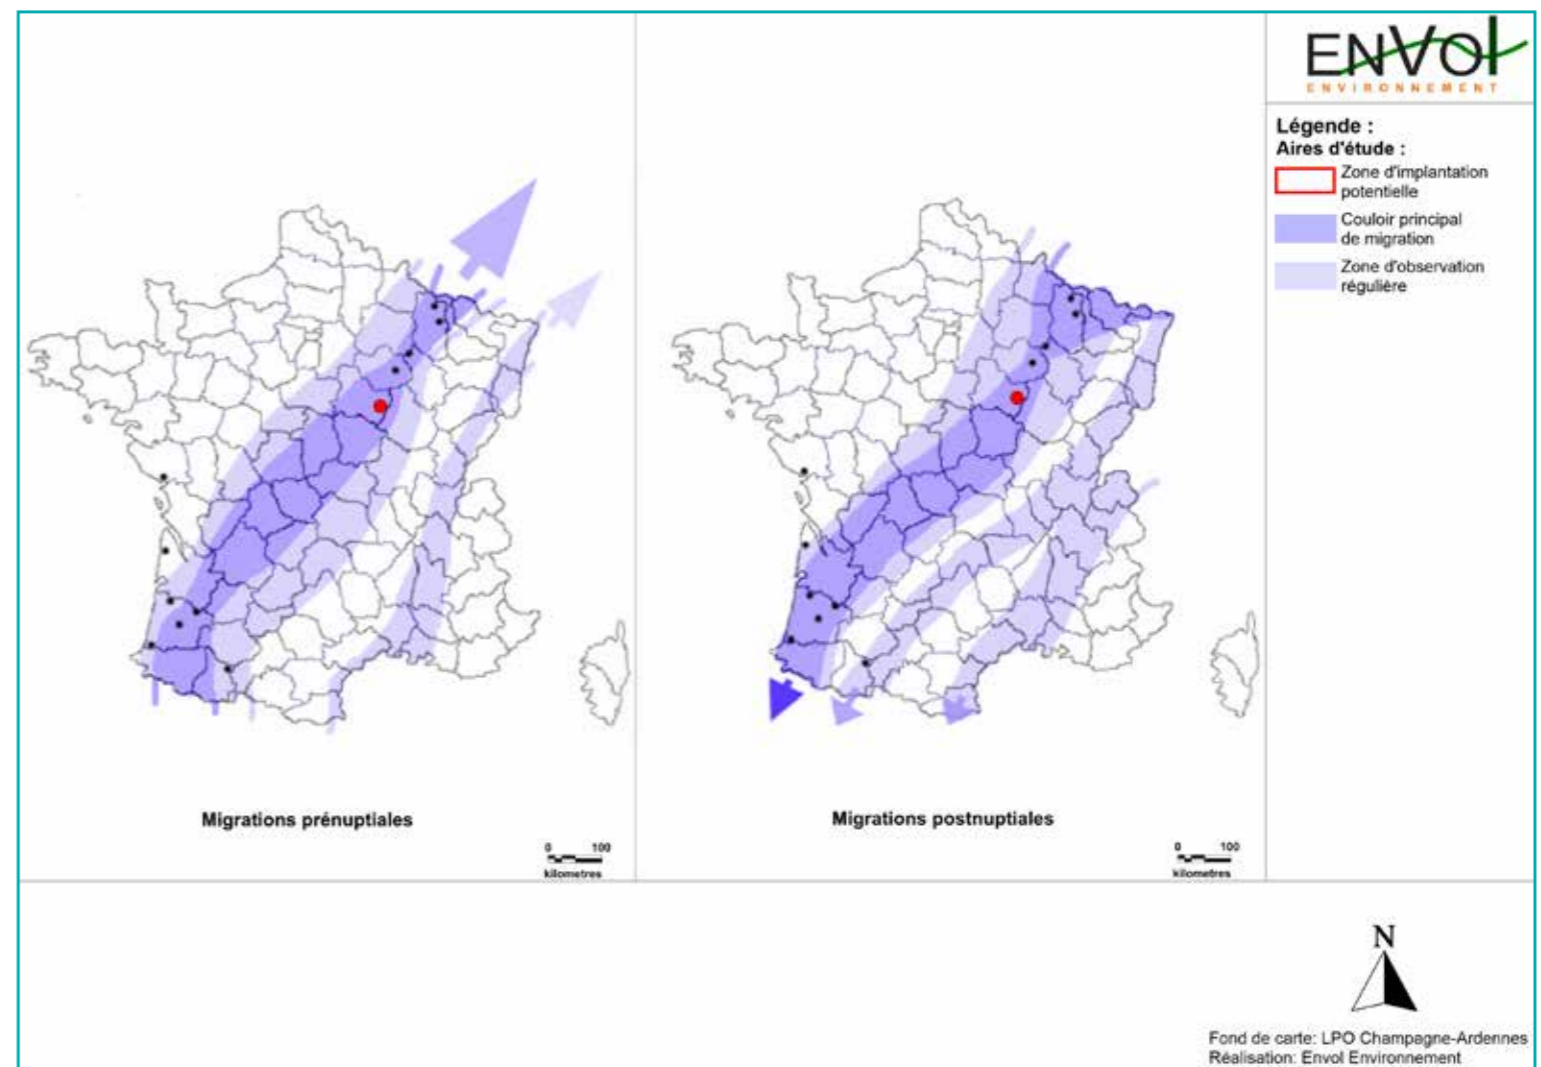 ENVOl
ENVIRONNEMENT
Légende :
Aires d'étude :
Zone d'implantation
potentielle
Couloir principal
de migration
Zone d'observation
régulière
Migrations prénuptiales
0 100
kilometres
Migrations postnuptiales
0 100
kilometres
N
Fond de carte: LPO Champagne-Ardennes
Réalisation: Envol Environnement